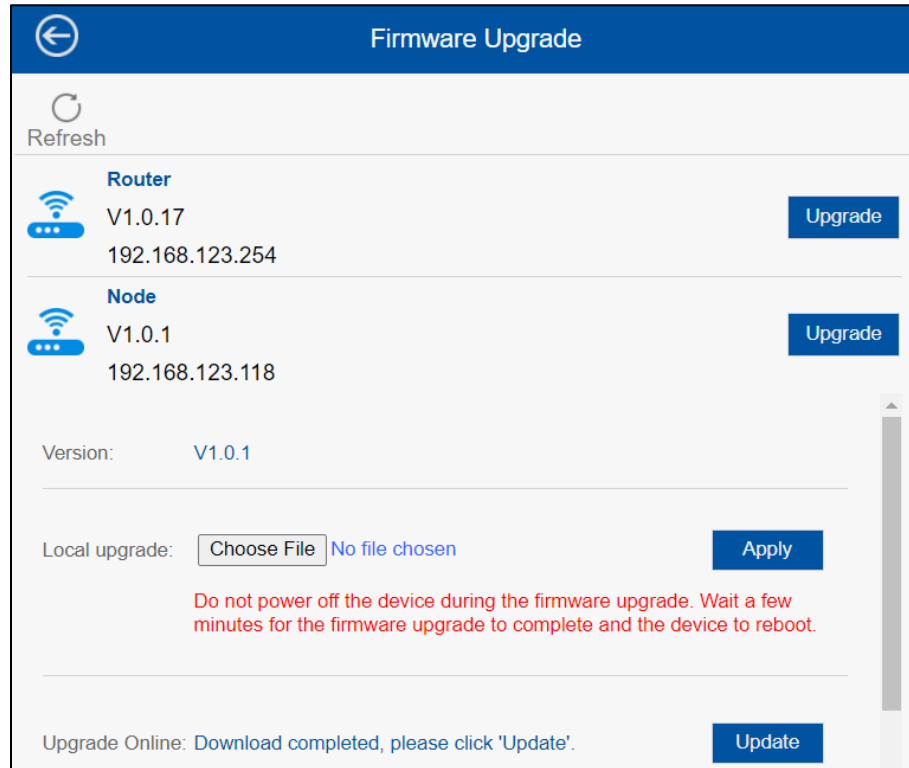 Firmware Upgrade
Refresh
Router
V1.0.17
Upgrade
192.168.123.254
Node
V1.0.1
Upgrade
192.168.123.118
Version: V1.0.1
Local upgrade: Choose File No file chosen Apply
Do not power off the device during the firmware upgrade. Wait a few
minutes for the firmware upgrade to complete and the device to reboot.
Upgrade Online: Download completed, please click 'Update'. Update